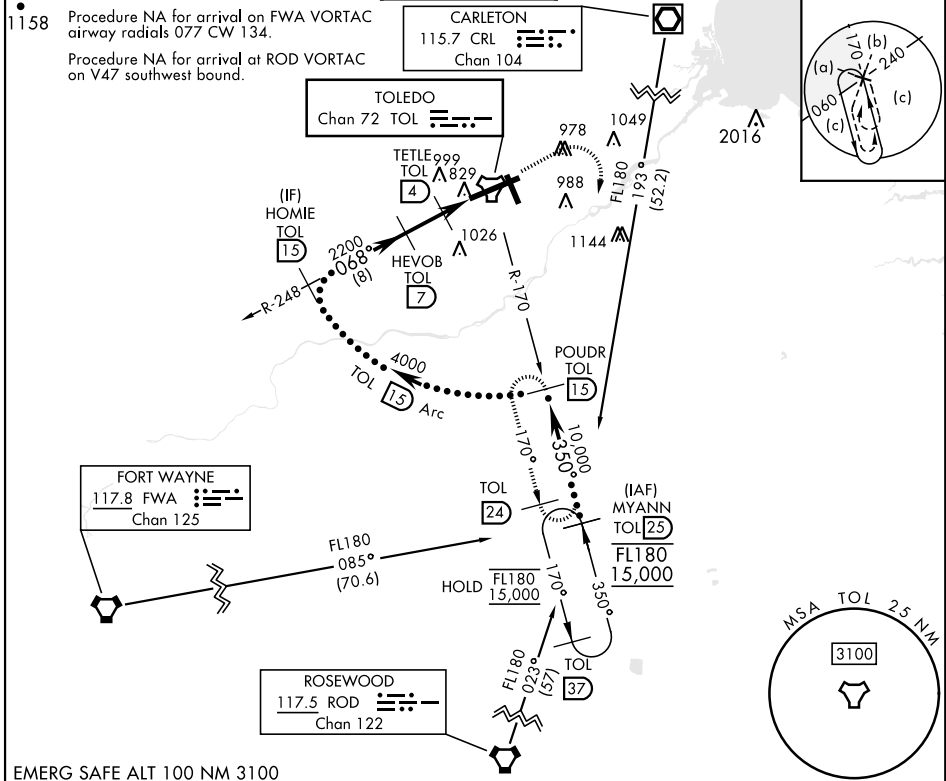 1158
Procedure NA for arrival on FWA VORTAC
airway radials 077 CW 134.
Procedure NA for arrival at ROD VORTAC
on V47 southwest bound.
CARLETON
115.7 CRL
Chan 104
TOLEDO
Chan 72 TOL
170
(b)
240
(a)
(c)
060
(c)
2016
978
1049
988
1144
FL180
193°
(52.2)
TETLE
TOL
4
999
829
1026
(IF)
HOMIE
TOL
15
2200
068°
(8)
HEVOB
TOL
7
R-248
R-170
4000
TOL 15 Arc
POUDR
TOL
15
170°
10,000
350°
TOL
24
(IAF)
MYANN
TOL 25
FL180
15,000
FORT WAYNE
117.8 FWA
Chan 125
FL180
085°
(70.6)
HOLD
FL180
15,000
170°
350°
TOL
37
FL180
023°
(57)
ROSEWOOD
117.5 ROD
Chan 122
MSA TOL 25 NM
3100
EMERG SAFE ALT 100 NM 3100